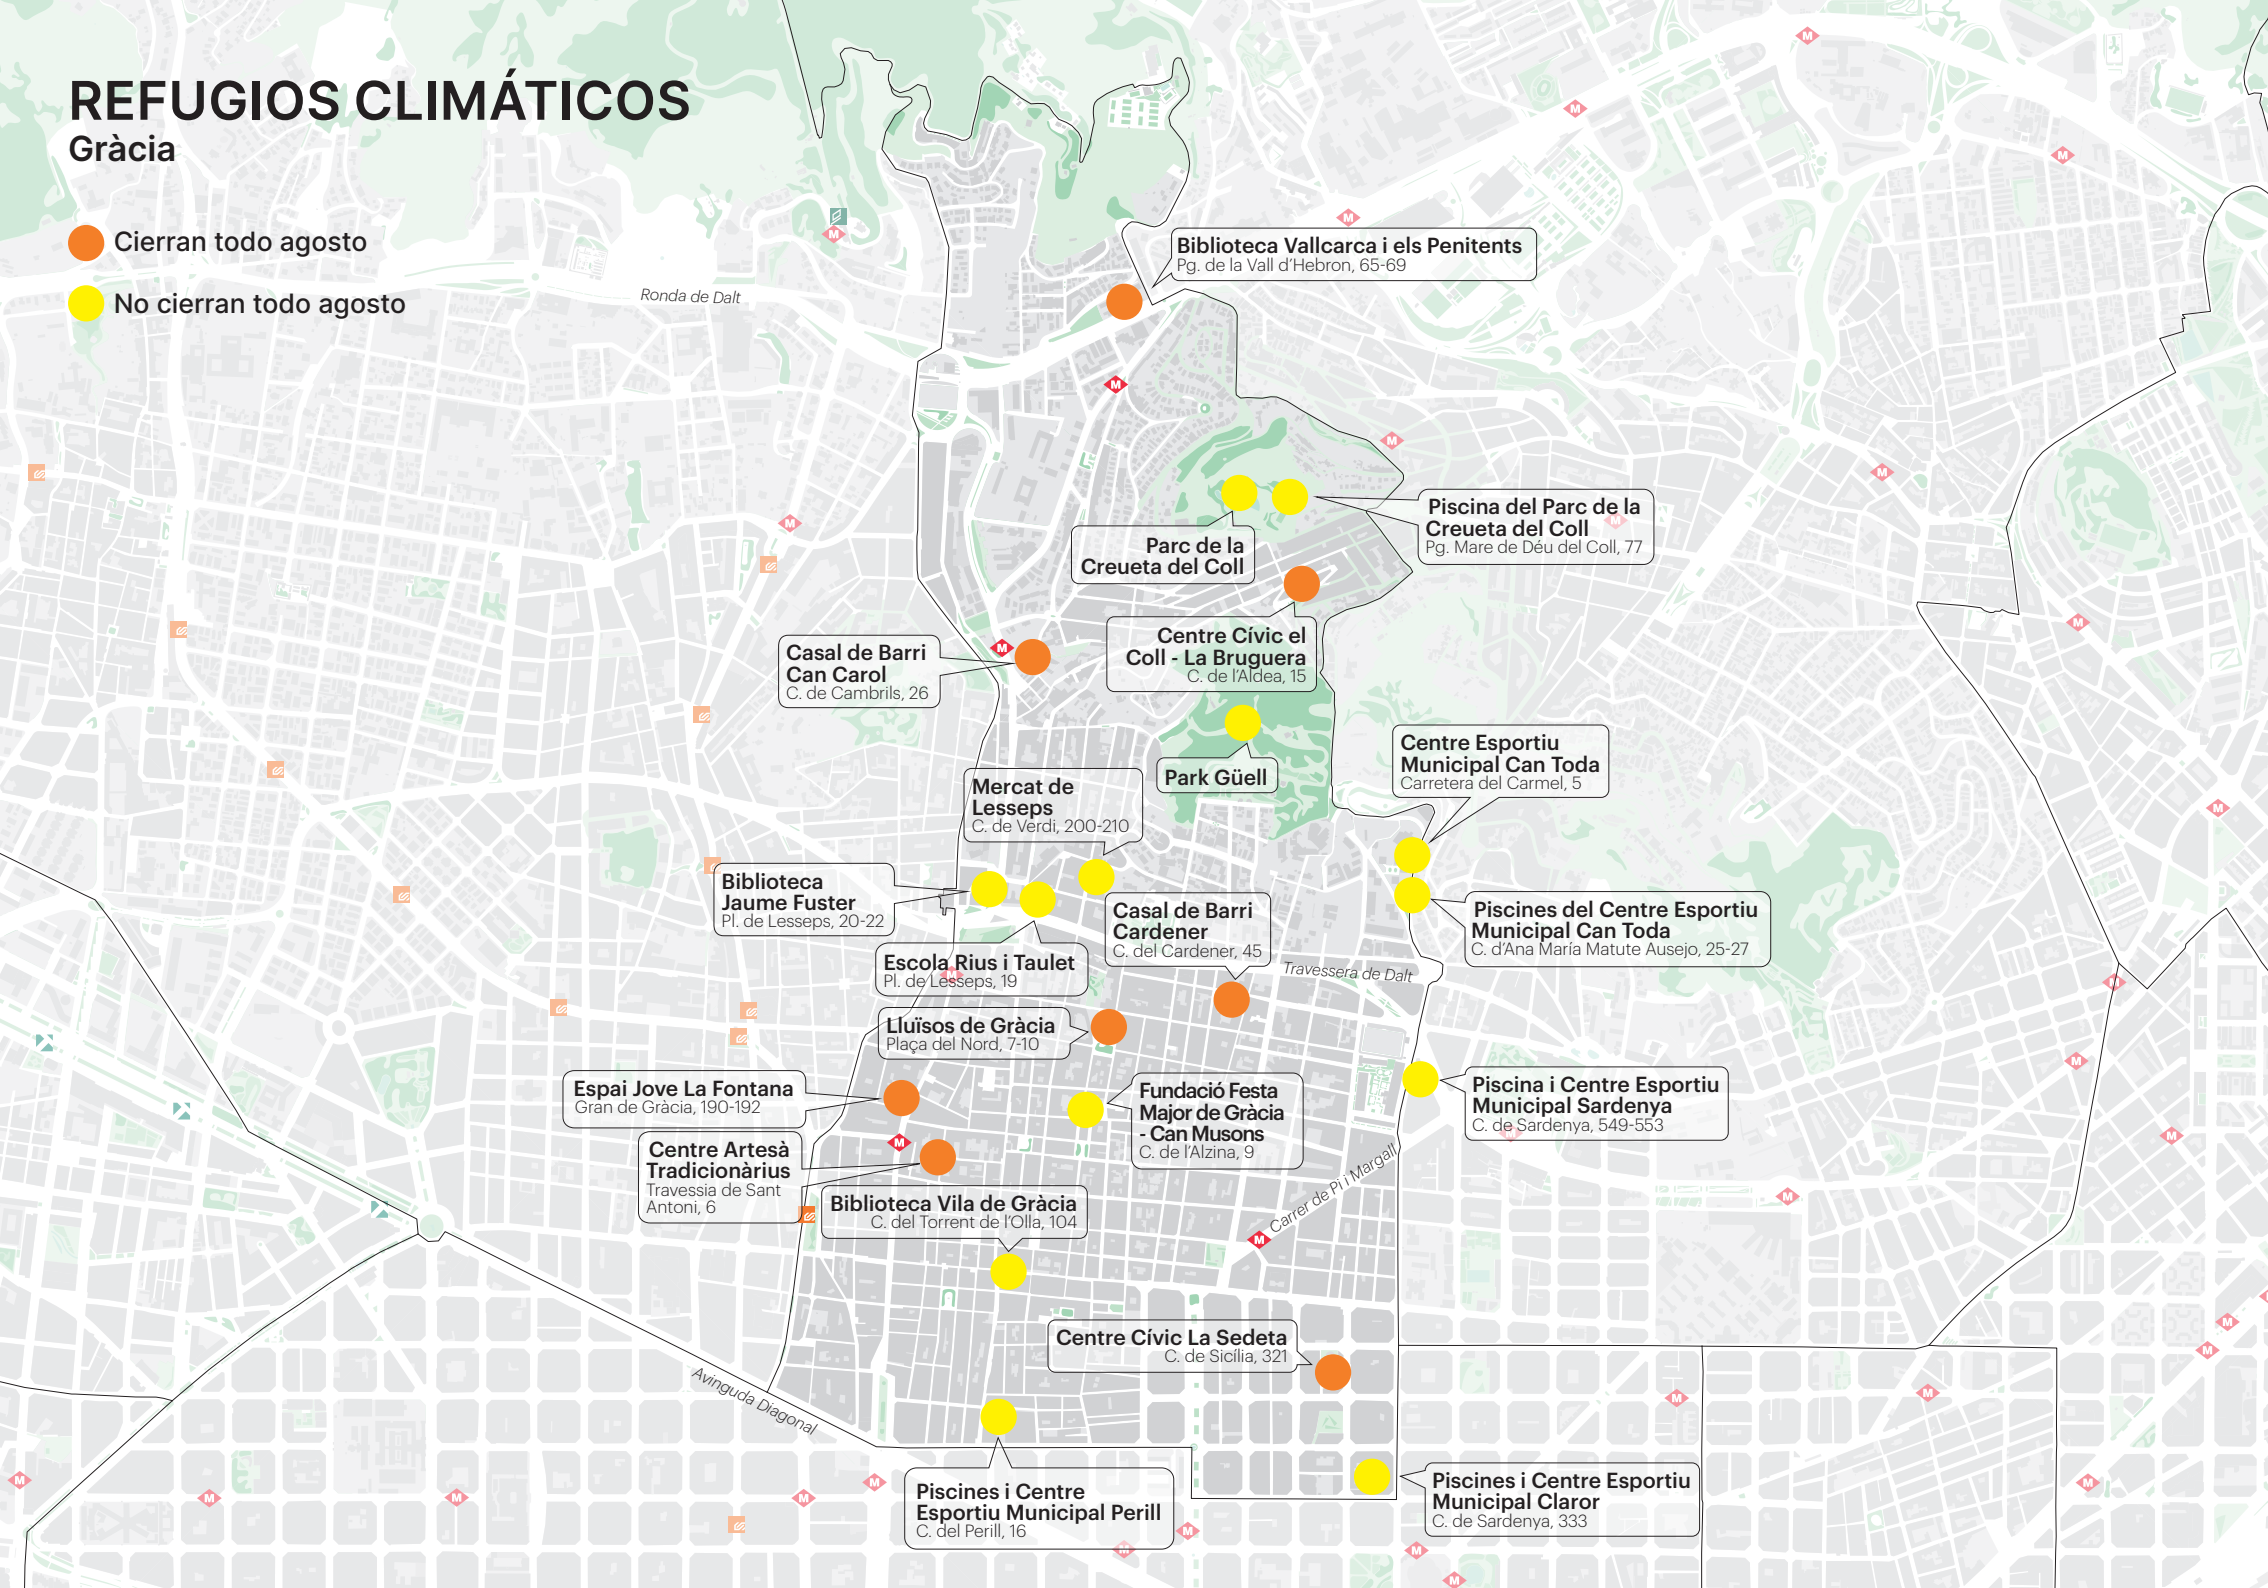 REFUGIOS CLIMÁTICOS
Gràcia
Cierran todo agosto
No cierran todo agosto
Ronda de Dalt
Biblioteca Vallcarca i els Penitents
Pg. de la Vall d'Hebron, 65-69
Piscina del Parc de la
Creueta del Coll
Pg. Mare de Déu del Coll, 77
Parc de la
Creueta del Coll
Centre Cívic el
Coll - La Bruguera
C. de l'Aldea, 15
Casal de Barri
Can Carol
C. de Cambrils, 26
Park Güell
Centre Esportiu
Municipal Can Toda
Carretera del Carmel, 5
Mercat de
Lesseps
C. de Verdi, 200-210
Biblioteca
Jaume Fuster
Pl. de Lesseps, 20-22
Casal de Barri
Cardener
C. del Cardener, 45
Piscines del Centre Esportiu
Municipal Can Toda
C. d'Ana María Matute Ausejo, 25-27
Escola Rius i Taulet
Pl. de Lesseps, 19
Travessera de Dalt
Lluïsos de Gràcia
Plaça del Nord, 7-10
Espai Jove La Fontana
Gran de Gràcia, 190-192
Fundació Festa
Major de Gràcia
- Can Musons
C. de l'Alzina, 9
Piscina i Centre Esportiu
Municipal Sardenya
C. de Sardenya, 549-553
Centre Artesà
Tradicionàrius
Travessia de Sant
Antoni, 6
Biblioteca Vila de Gràcia
C. del Torrent de l'Olla, 104
Carrer de Pi i Margall
Centre Cívic La Sedeta
C. de Sicília, 321
Avinguda Diagonal
Piscines i Centre
Esportiu Municipal Perill
C. del Perill, 16
Piscines i Centre Esportiu
Municipal Claror
C. de Sardenya, 333